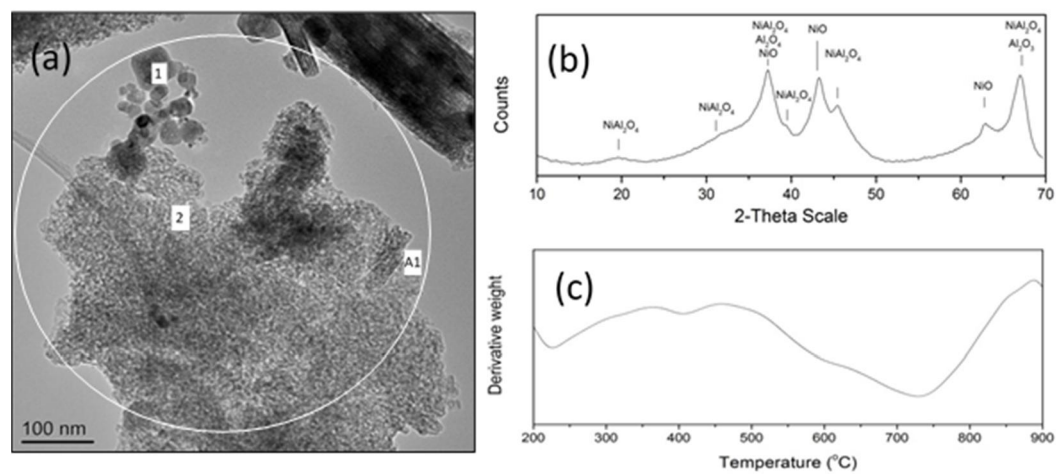 (a)
1
2
A1
100 nm
(b)
Counts
NiAl₂O₄
NiAl₂O₄
NiAl₂O₄
Al₂O₄
NiO
NiAl₂O₄
NiO
NiAl₂O₄
NiO
NiAl₂O₄
Al₂O₃
10 20 30 40 50 60 70
2-Theta Scale
(c)
Derivative weight
200 300 400 500 600 700 800 900
Temperature (°C)